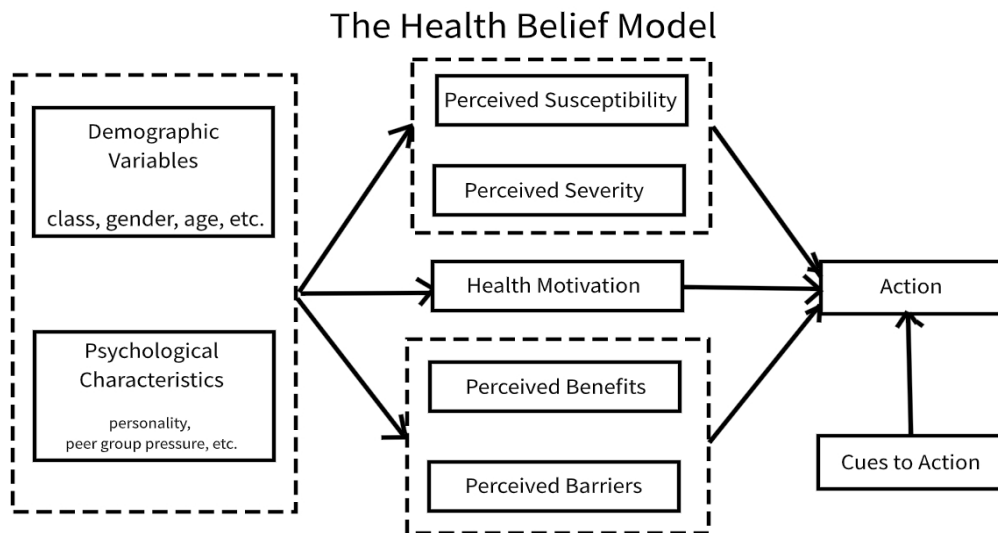 The Health Belief Model
Demographic
Variables
class, gender, age, etc.
Psychological
Characteristics
personality,
peer group pressure, etc.
Perceived Susceptibility
Perceived Severity
Health Motivation
Perceived Benefits
Perceived Barriers
Action
Cues to Action